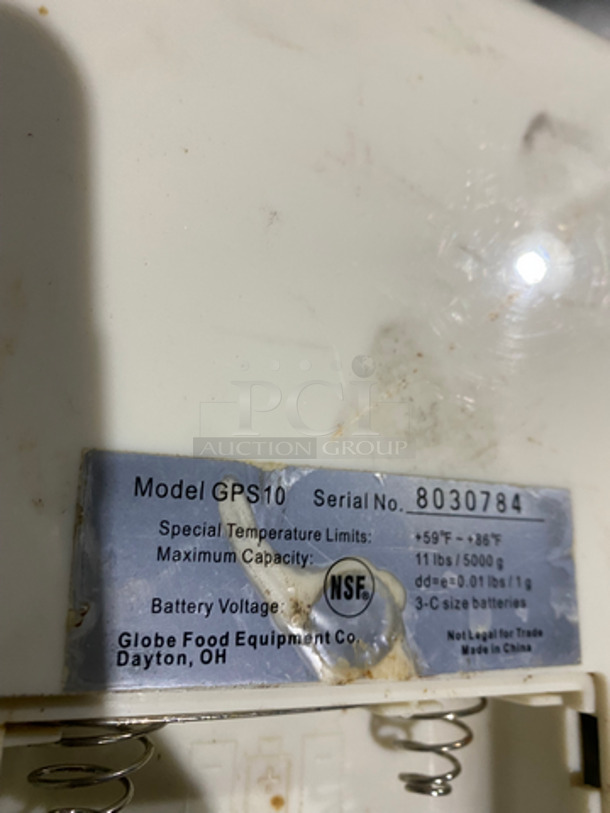 PCI
AUCTION GROUP
Model GPS10 Serial No. 8030784
Special Temperature Limits: +59°F ~ +86°F
Maximum Capacity: 11 lbs / 5000 g
dd=e=0.01 lbs / 1 g
NSF®
Battery Voltage: 3-C size batteries
Globe Food Equipment Co. Not Legal for Trade
Dayton, OH Made in China